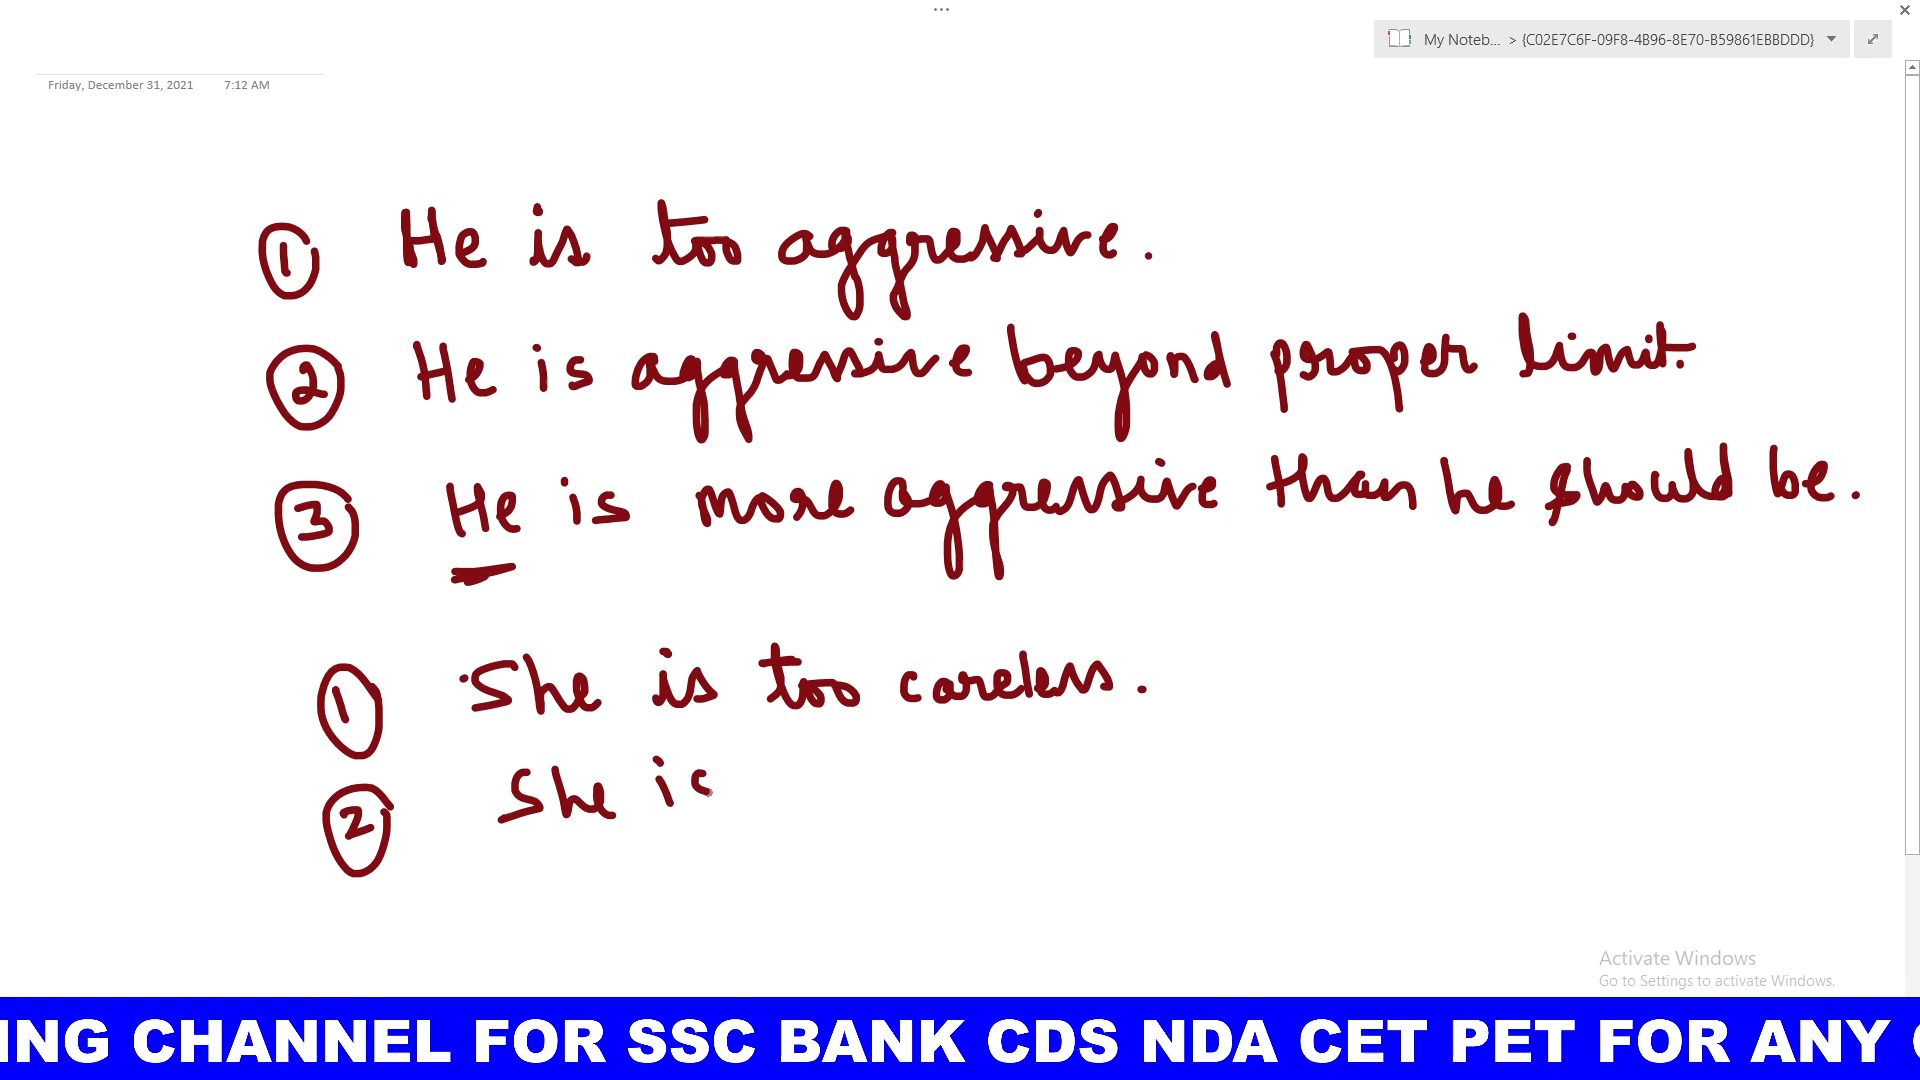 ...
My Noteb... > {C02E7C6F-09F8-4B96-8E70-B59861EBBDDD}
Friday, December 31, 2021 7:12 AM
1 He is too aggressive.
2 He is aggressive beyond proper limit.
3 He is more aggressive than he should be.
1 She is too careless.
2 She is
Activate Windows
Go to Settings to activate Windows.
ING CHANNEL FOR SSC BANK CDS NDA CET PET FOR ANY